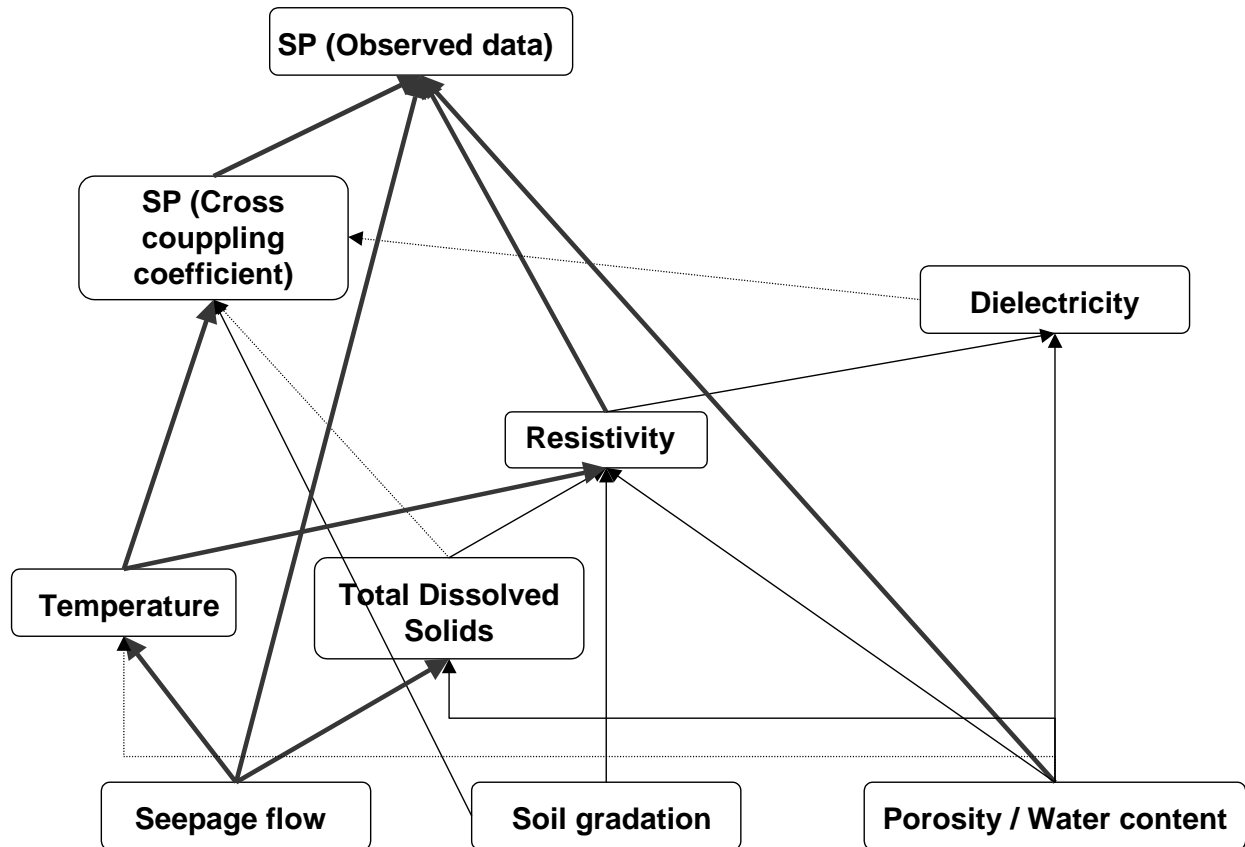 SP (Observed data)
SP (Cross
couppling
coefficient)
Dielectricity
Resistivity
Temperature
Total Dissolved
Solids
Seepage flow
Soil gradation
Porosity / Water content